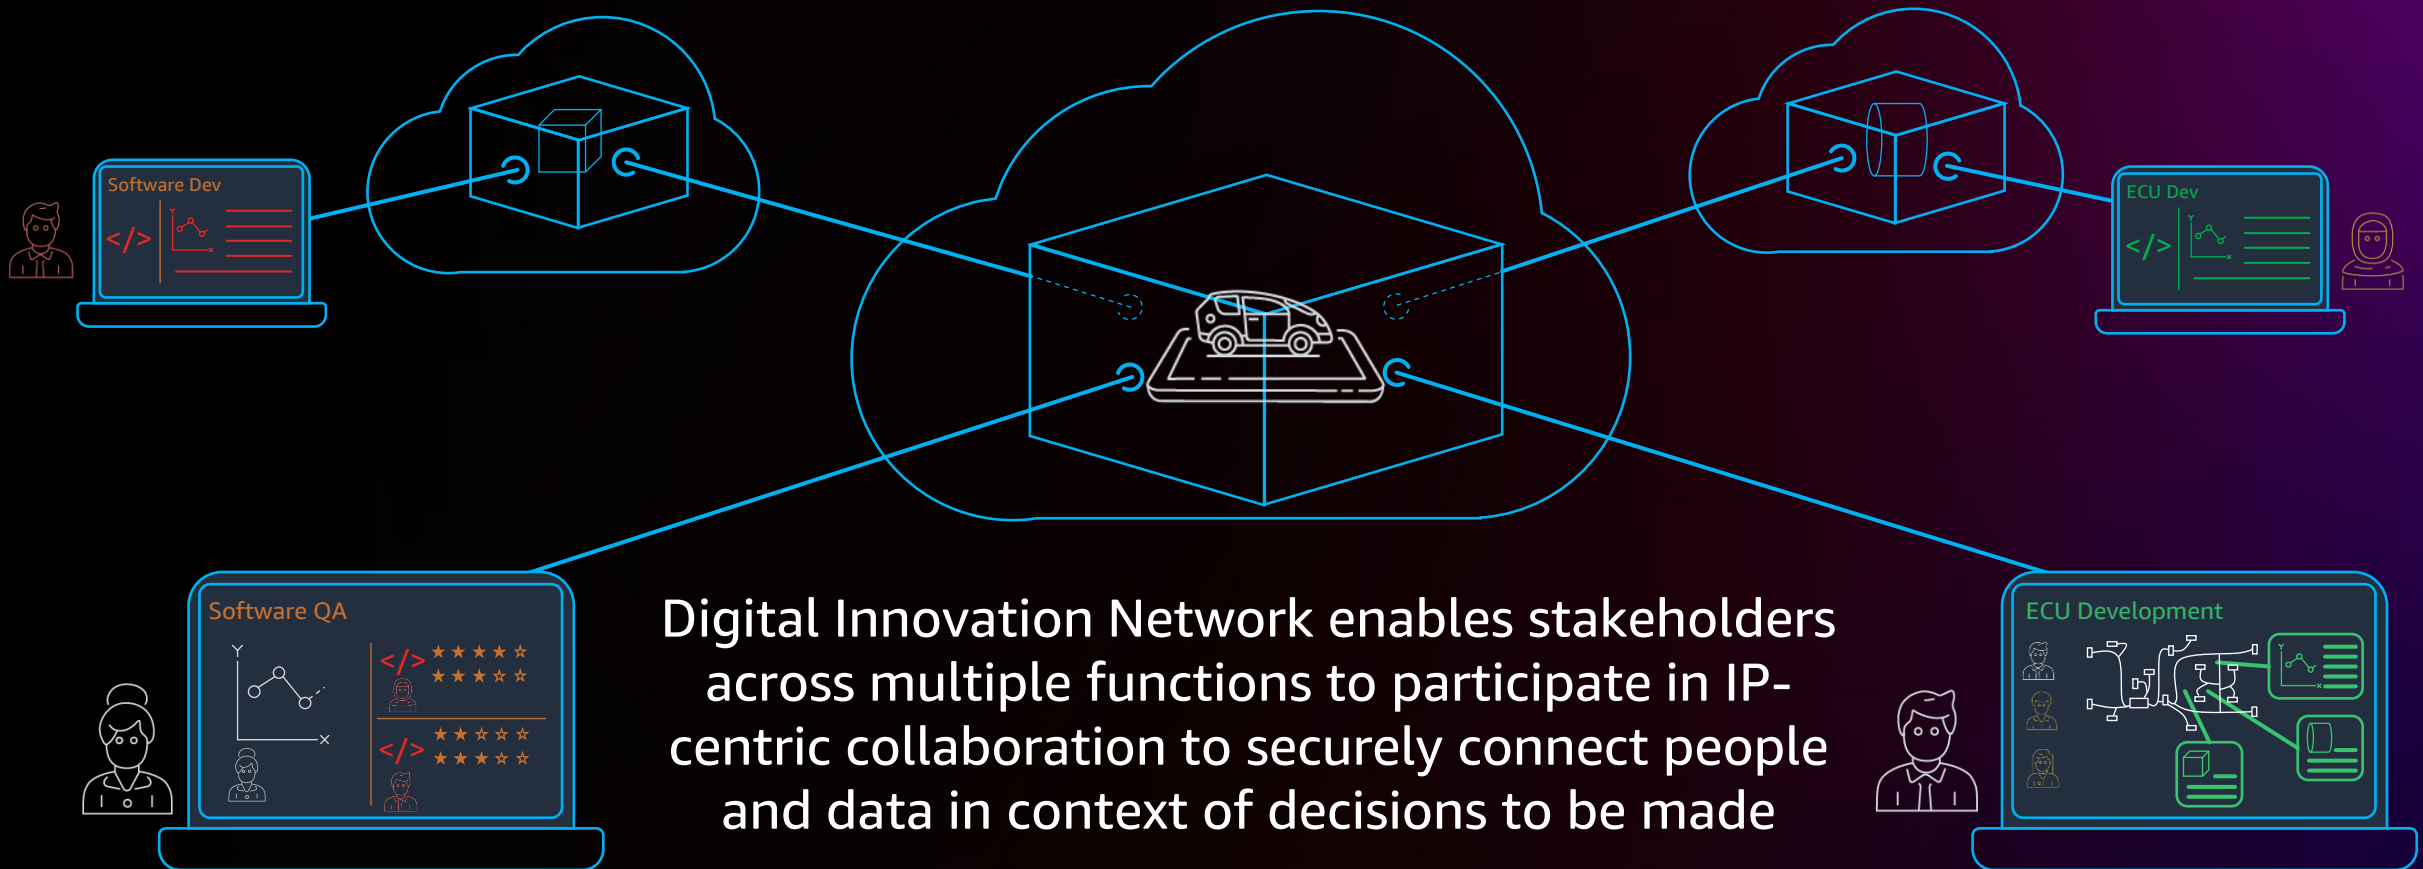 Software Dev
</>
Y
X
ECU Dev
</>
Y
X
Software QA
Y
X
</>
</>
Digital Innovation Network enables stakeholders
across multiple functions to participate in IP-
centric collaboration to securely connect people
and data in context of decisions to be made
ECU Development
Y
X